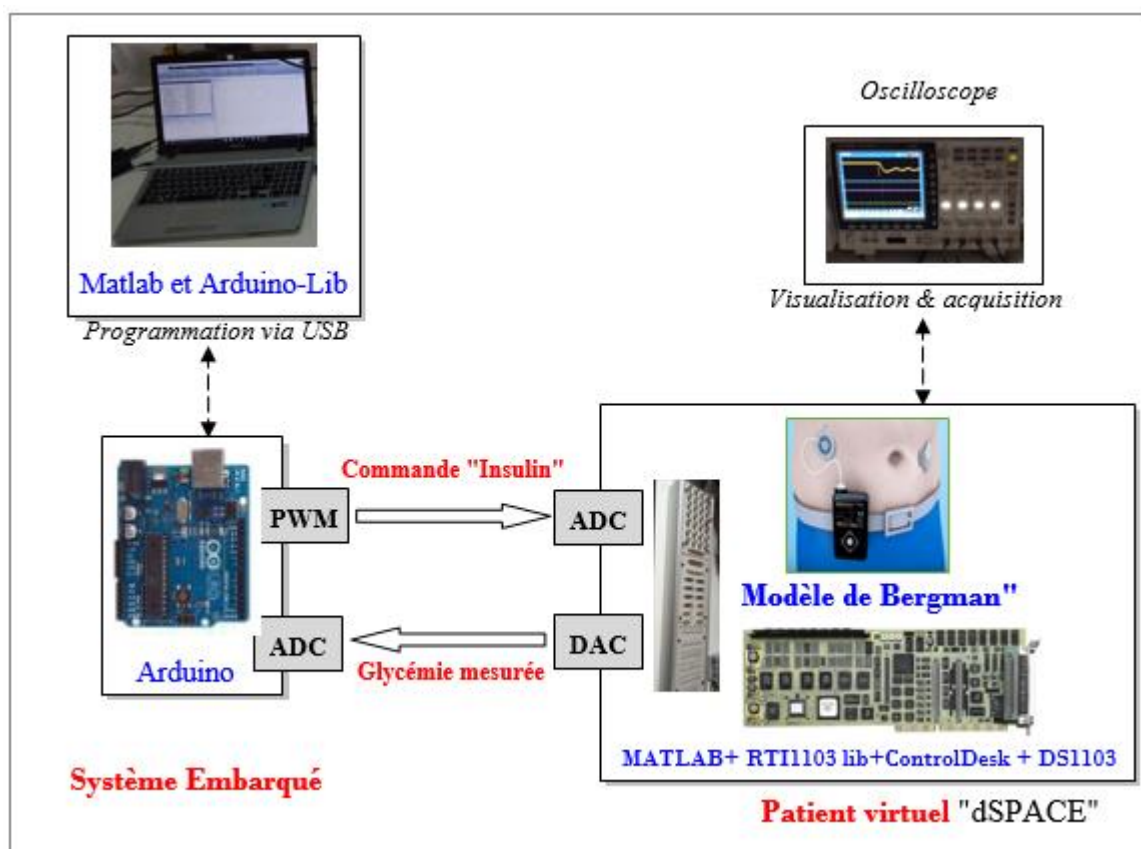 Oscilloscope
Matlab et Arduino-Lib
Programmation via USB
Visualisation & acquisition
Commande "Insulin"
PWM
ADC
Modèle de Bergman"
ADC
DAC
Glycémie mesurée
Arduino
MATLAB+ RTI1103 lib+ControlDesk + DS1103
Système Embarqué
Patient virtuel "dSPACE"